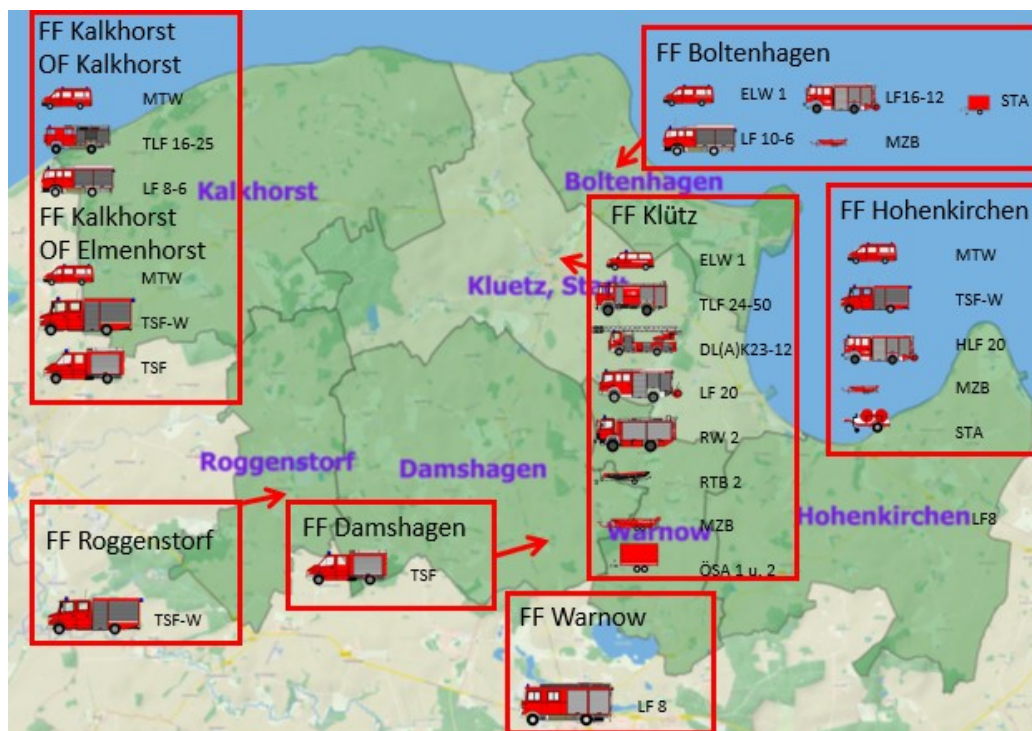 FF Kalkhorst
OF Kalkhorst
MTW
TLF 16-25
LF 8-6
FF Kalkhorst
OF Elmenhorst
MTW
TSF-W
TSF
FF Boltenhagen
ELW 1
LF16-12
STA
LF 10-6
MZB
Kalkhorst
Boltenhagen
FF Klütz
ELW 1
TLF 24-50
DL(A)K23-12
LF 20
RW 2
RTB 2
MZB
ÖSA 1 u. 2
FF Hohenkirchen
MTW
TSF-W
HLF 20
MZB
STA
Kluetz, Stadt
Roggenstorf
Damshagen
Warnow
Hohenkirchen
LF8
FF Roggenstorf
TSF-W
FF Damshagen
TSF
FF Warnow
LF 8